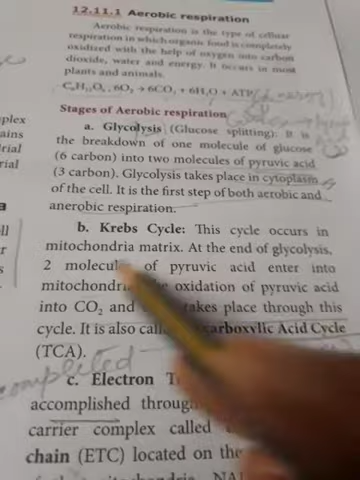 12.11.1 Aerobic respiration
Aerobic respiration is the type of cellular
respiration in which organic food is completely
oxidized with the help of oxygen into carbon
dioxide, water and energy. It occurs in most
plants and animals.
C₆H₁₂O₆ + 6O₂ → 6CO₂ + 6H₂O + ATP
Stages of Aerobic respiration
a. Glycolysis (Glucose splitting): It is
the breakdown of one molecule of glucose
(6 carbon) into two molecules of pyruvic acid
(3 carbon). Glycolysis takes place in cytoplasm
of the cell. It is the first step of both aerobic and
anerobic respiration.
b. Krebs Cycle: This cycle occurs in
mitochondria matrix. At the end of glycolysis,
2 molecul of pyruvic acid enter into
mitochondri oxidation of pyruvic acid
into CO₂ and takes place through this
cycle. It is also call carboxylic Acid Cycle
(TCA).
completed
c. Electron T
accomplished throug
carrier complex called
chain (ETC) located on the